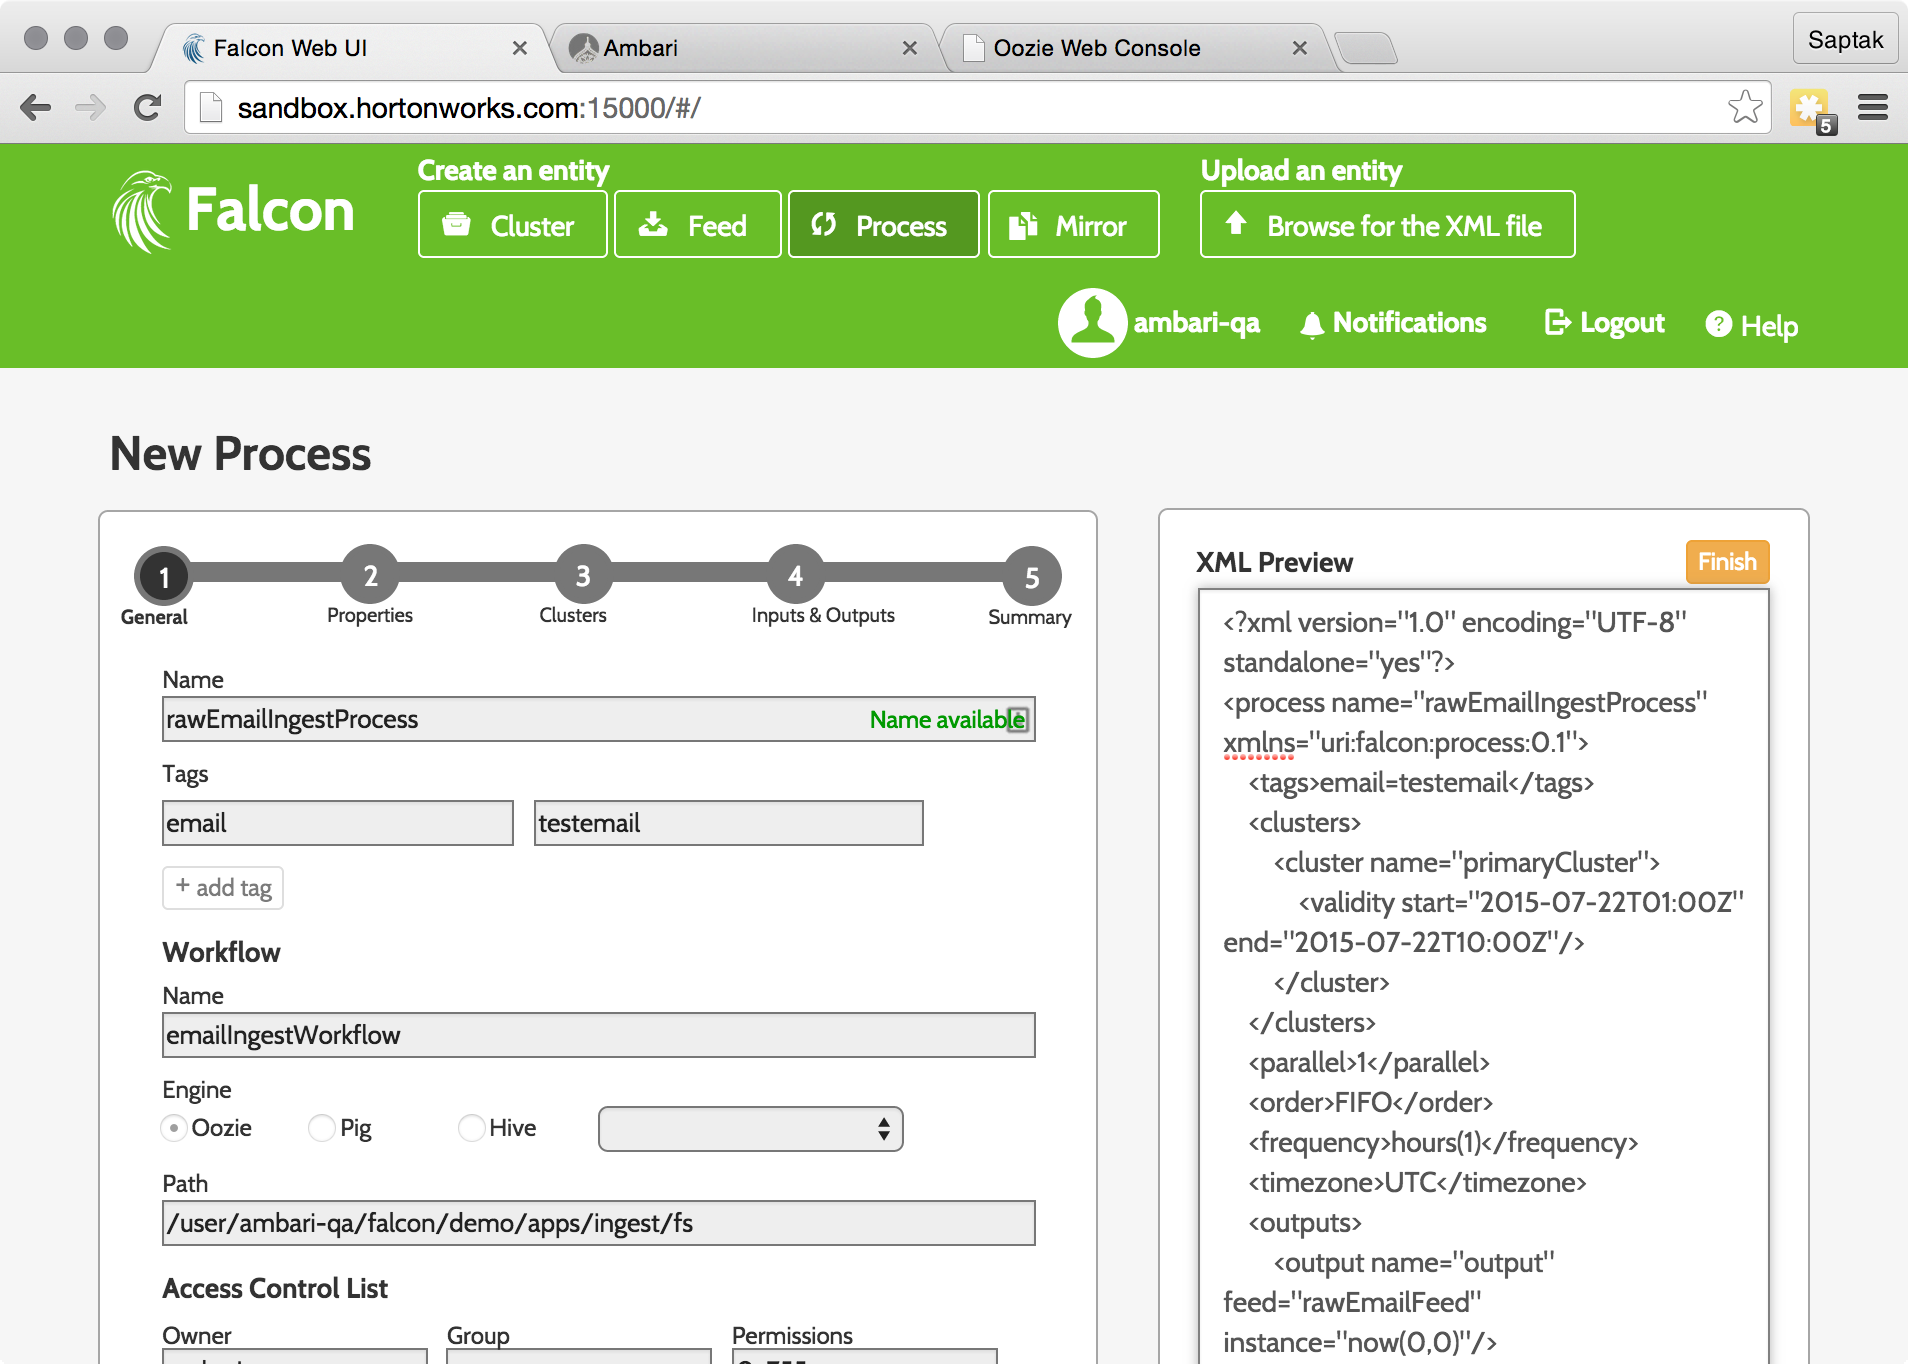 Falcon Web UI
Ambari
Oozie Web Console
Saptak
sandbox.hortonworks.com:15000/#/
5
Falcon
Create an entity
Cluster
Feed
Process
Mirror
Upload an entity
Browse for the XML file
ambari-qa
Notifications
Logout
? Help
New Process
1
2
3
4
5
General
Properties
Clusters
Inputs & Outputs
Summary
Name
rawEmailIngestProcess
Name available
Tags
email
testemail
+ add tag
Workflow
Name
emailIngestWorkflow
Engine
Oozie
Pig
Hive
Path
/user/ambari-qa/falcon/demo/apps/ingest/fs
Access Control List
Owner
Group
Permissions
XML Preview
Finish
<?xml version="1.0" encoding="UTF-8"
standalone="yes"?>
<process name="rawEmailIngestProcess"
xmlns="uri:falcon:process:0.1">
<tags>email=testemail</tags>
<clusters>
<cluster name="primaryCluster">
<validity start="2015-07-22T01:00Z"
end="2015-07-22T10:00Z"/>
</cluster>
</clusters>
<parallel>1</parallel>
<order>FIFO</order>
<frequency>hours(1)</frequency>
<timezone>UTC</timezone>
<outputs>
<output name="output"
feed="rawEmailFeed"
instance="now(0,0)"/>